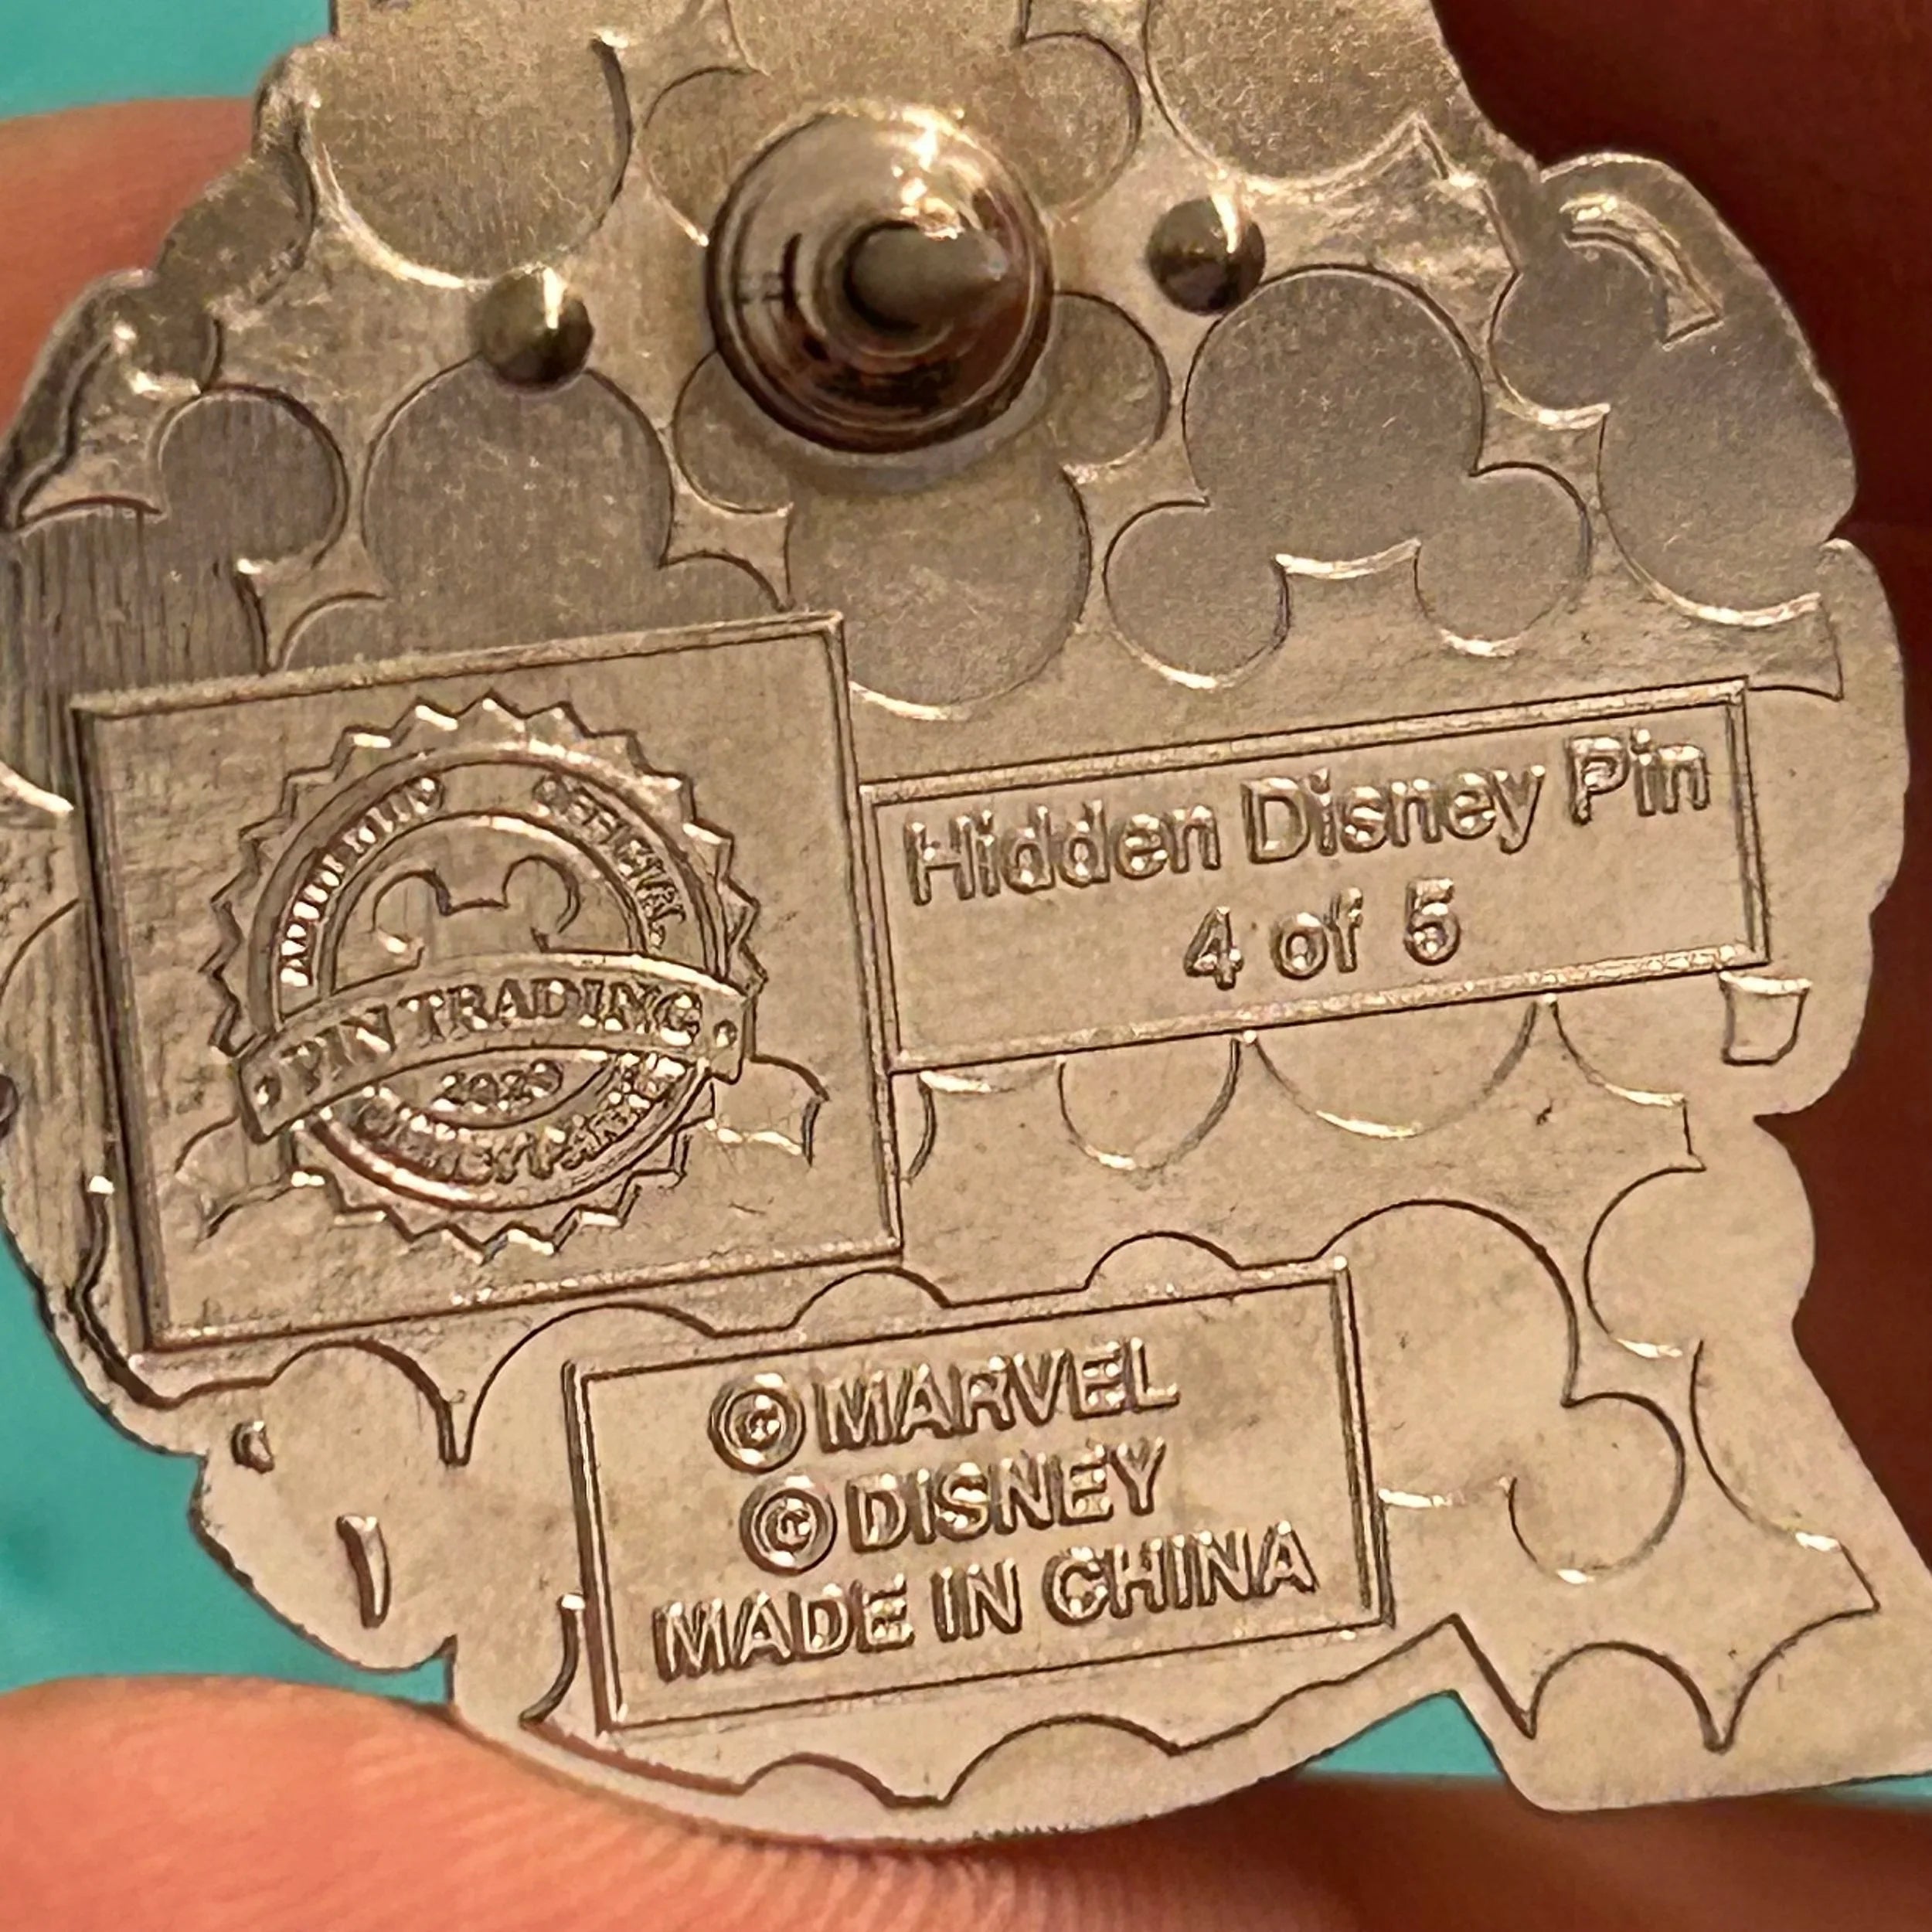 OFFICIAL
PIN TRADING
Hidden Disney Pin
4 of 5
©MARVEL
©DISNEY
MADE IN CHINA